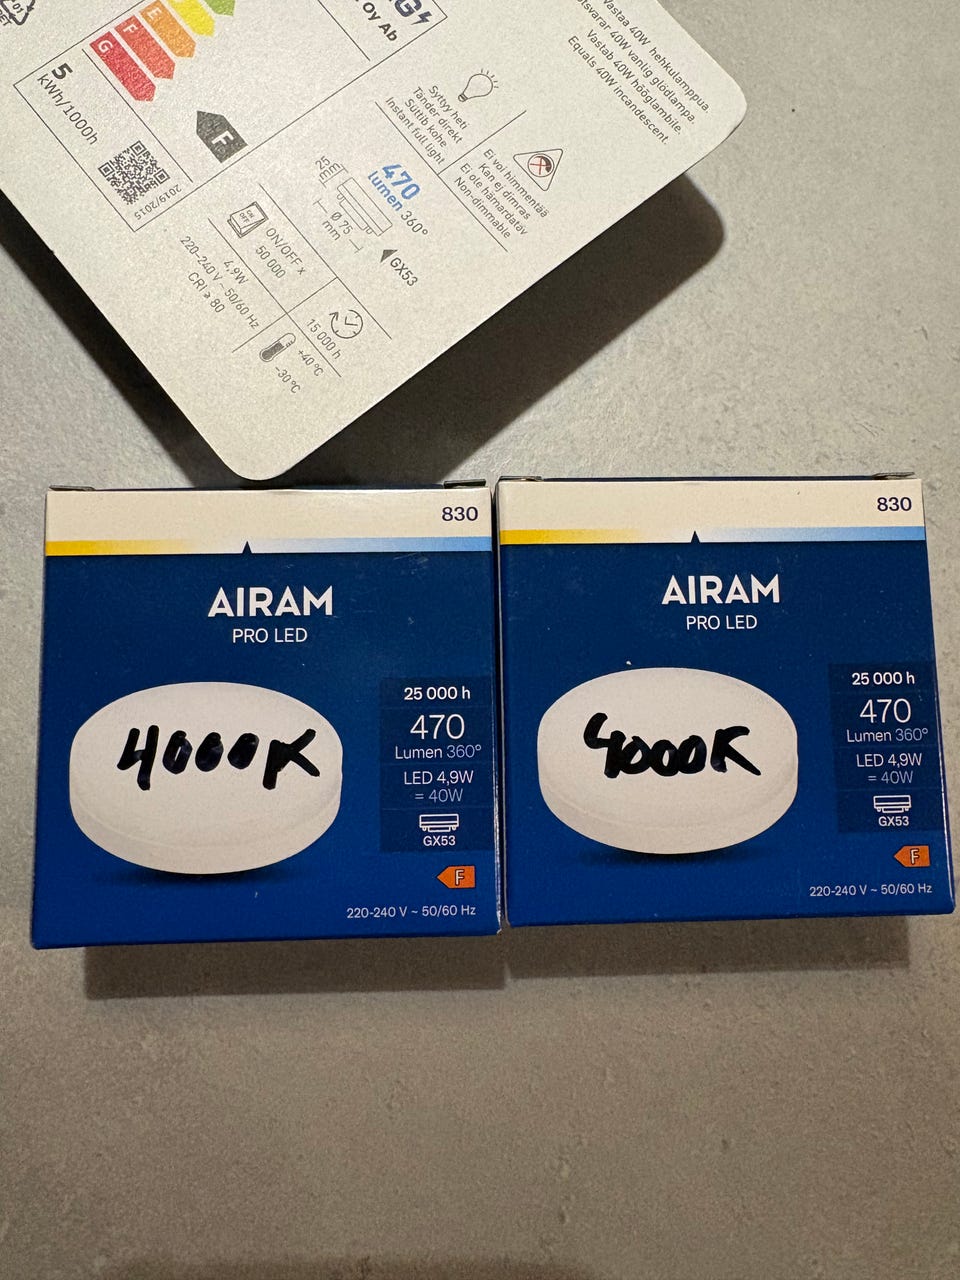 Oy Ab
Vastaa 40W hehkulamppua.
Motsvarar 40W vanlig glödlampa.
Vastab 40W hõõglambile.
Equals 40W incandescent.
E
F
G
5
kWh/1000h
F
2019/2015
Syttyy heti
Tänder direkt
Süttib kohe
Instant full light
Ei voi himmentää
Kan ej dimras
Ei ole hämardatav
Non-dimmable
25
mm
470
lumen 360°
Ø 75
mm
GX53
ON
OFF
ON/OFF x
50 000
4,9W
220-240 V ~ 50/60 Hz
CRI ≥ 80
15 000 h
+40°C
-30°C
830
AIRAM
PRO LED
25 000 h
470
Lumen 360°
LED 4,9W
= 40W
GX53
4000K
F
220-240 V ~ 50/60 Hz
830
AIRAM
PRO LED
25 000 h
470
Lumen 360°
LED 4,9W
= 40W
GX53
4000K
F
220-240 V ~ 50/60 Hz